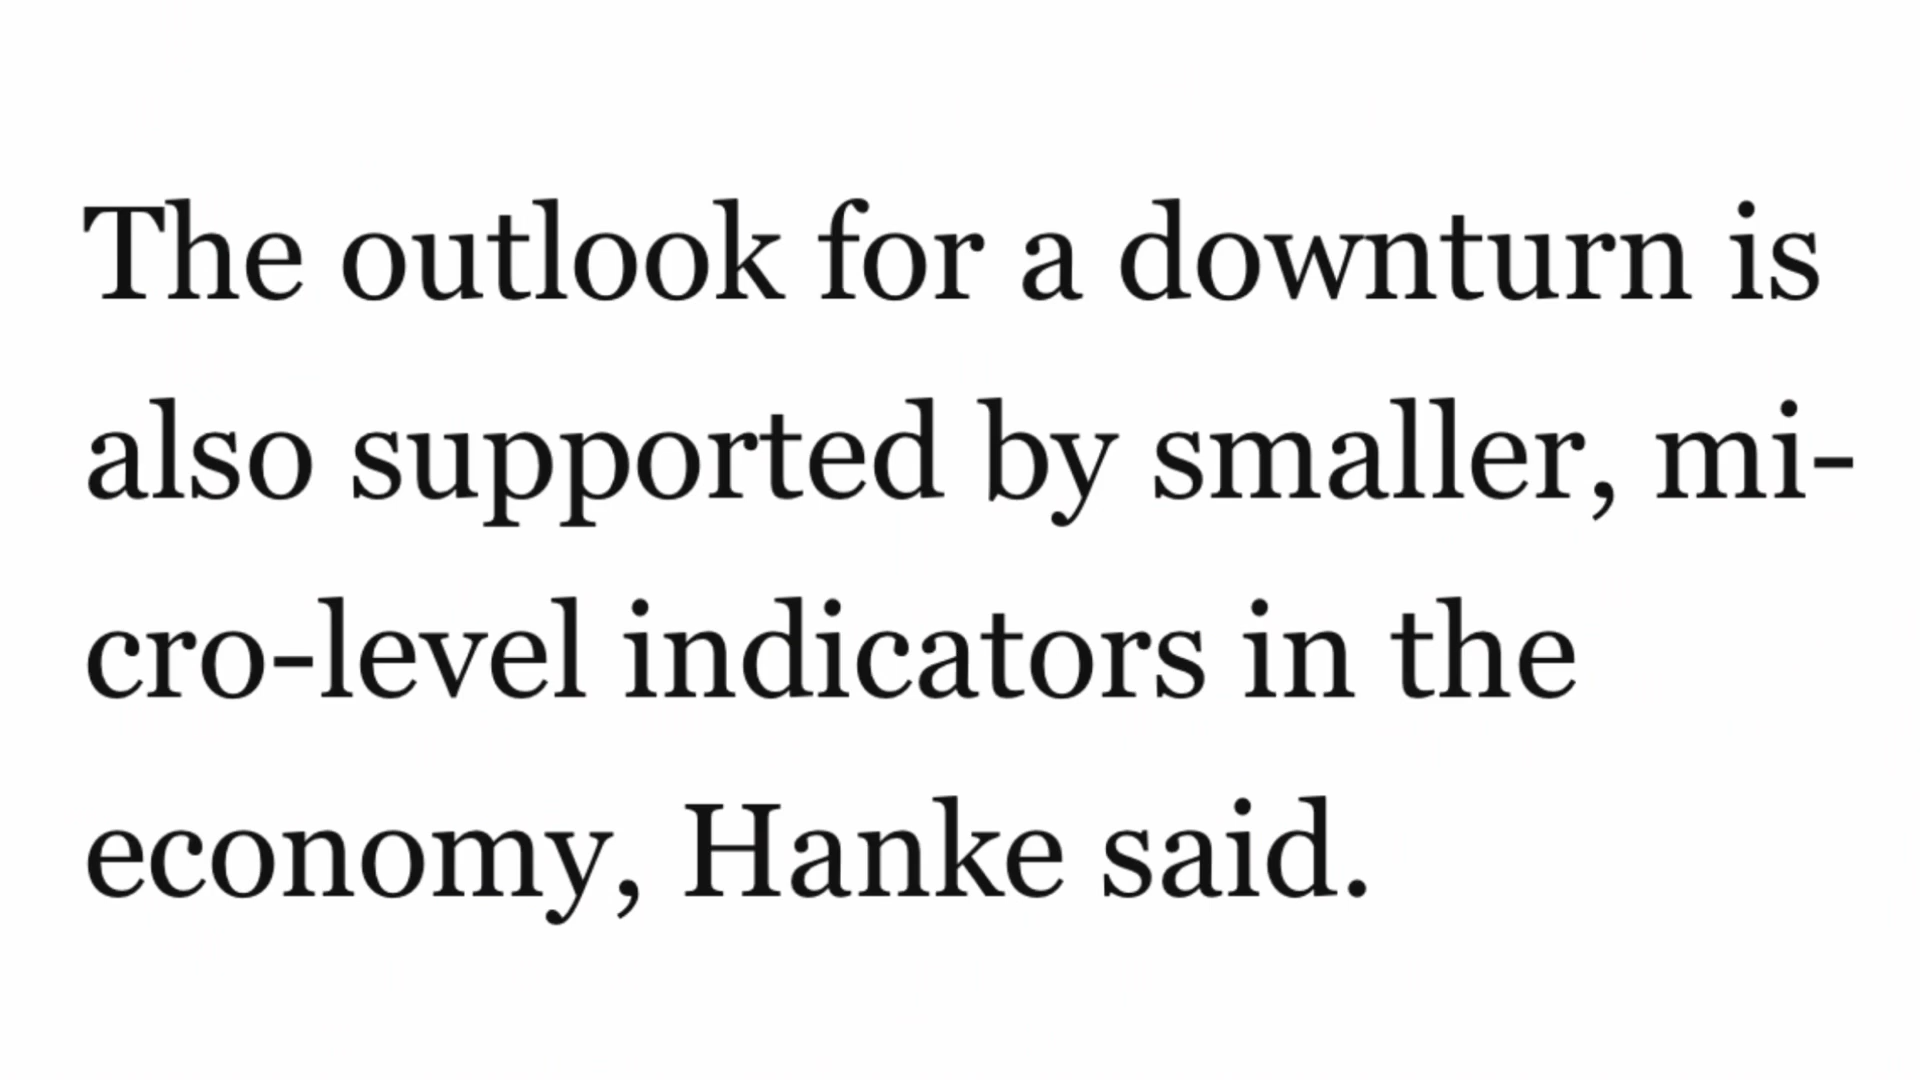 The outlook for a downturn is
also supported by smaller, mi-
cro-level indicators in the
economy, Hanke said.